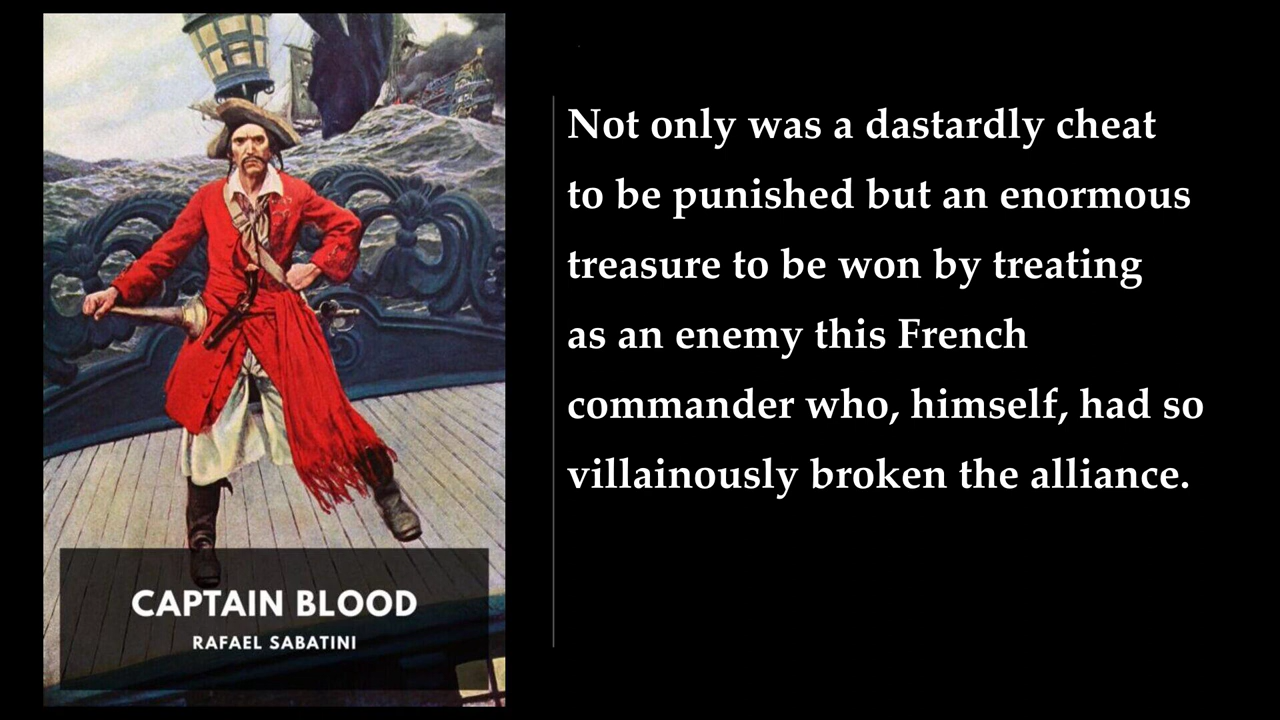 CAPTAIN BLOOD
RAFAEL SABATINI
Not only was a dastardly cheat
to be punished but an enormous
treasure to be won by treating
as an enemy this French
commander who, himself, had so
villainously broken the alliance.